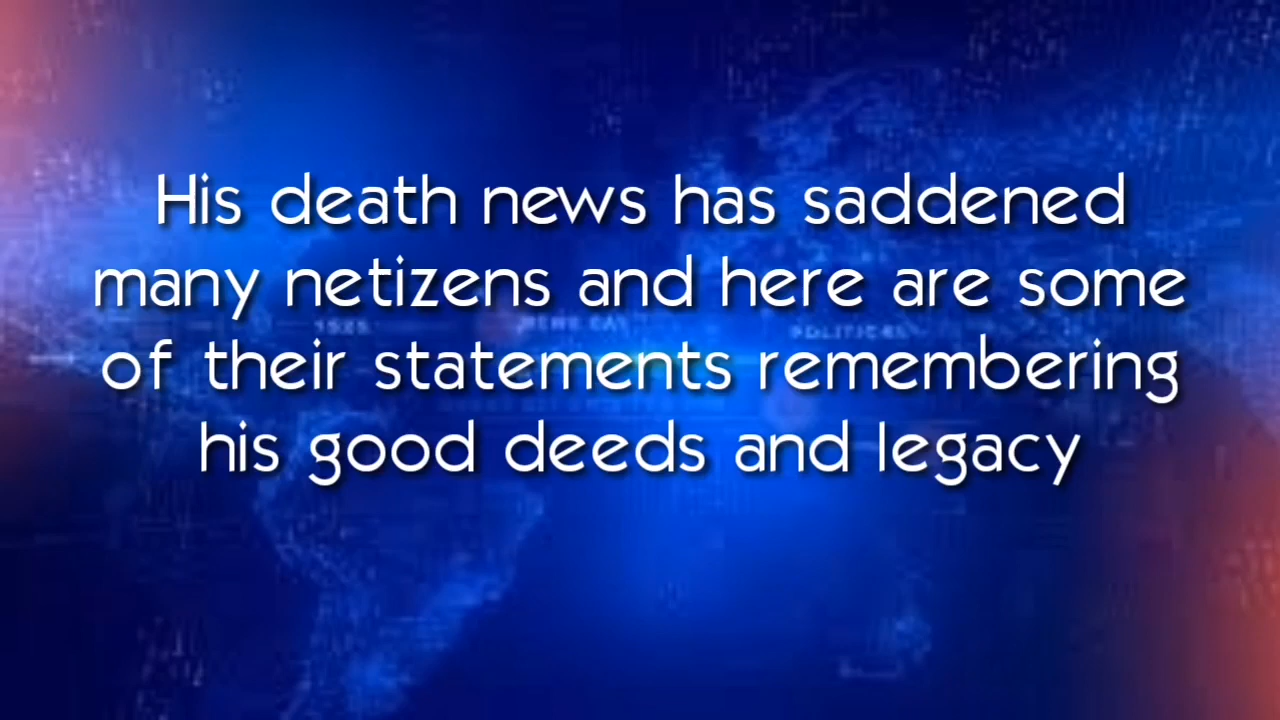 His death news has saddened
many netizens and here are some
of their statements remembering
his good deeds and legacy